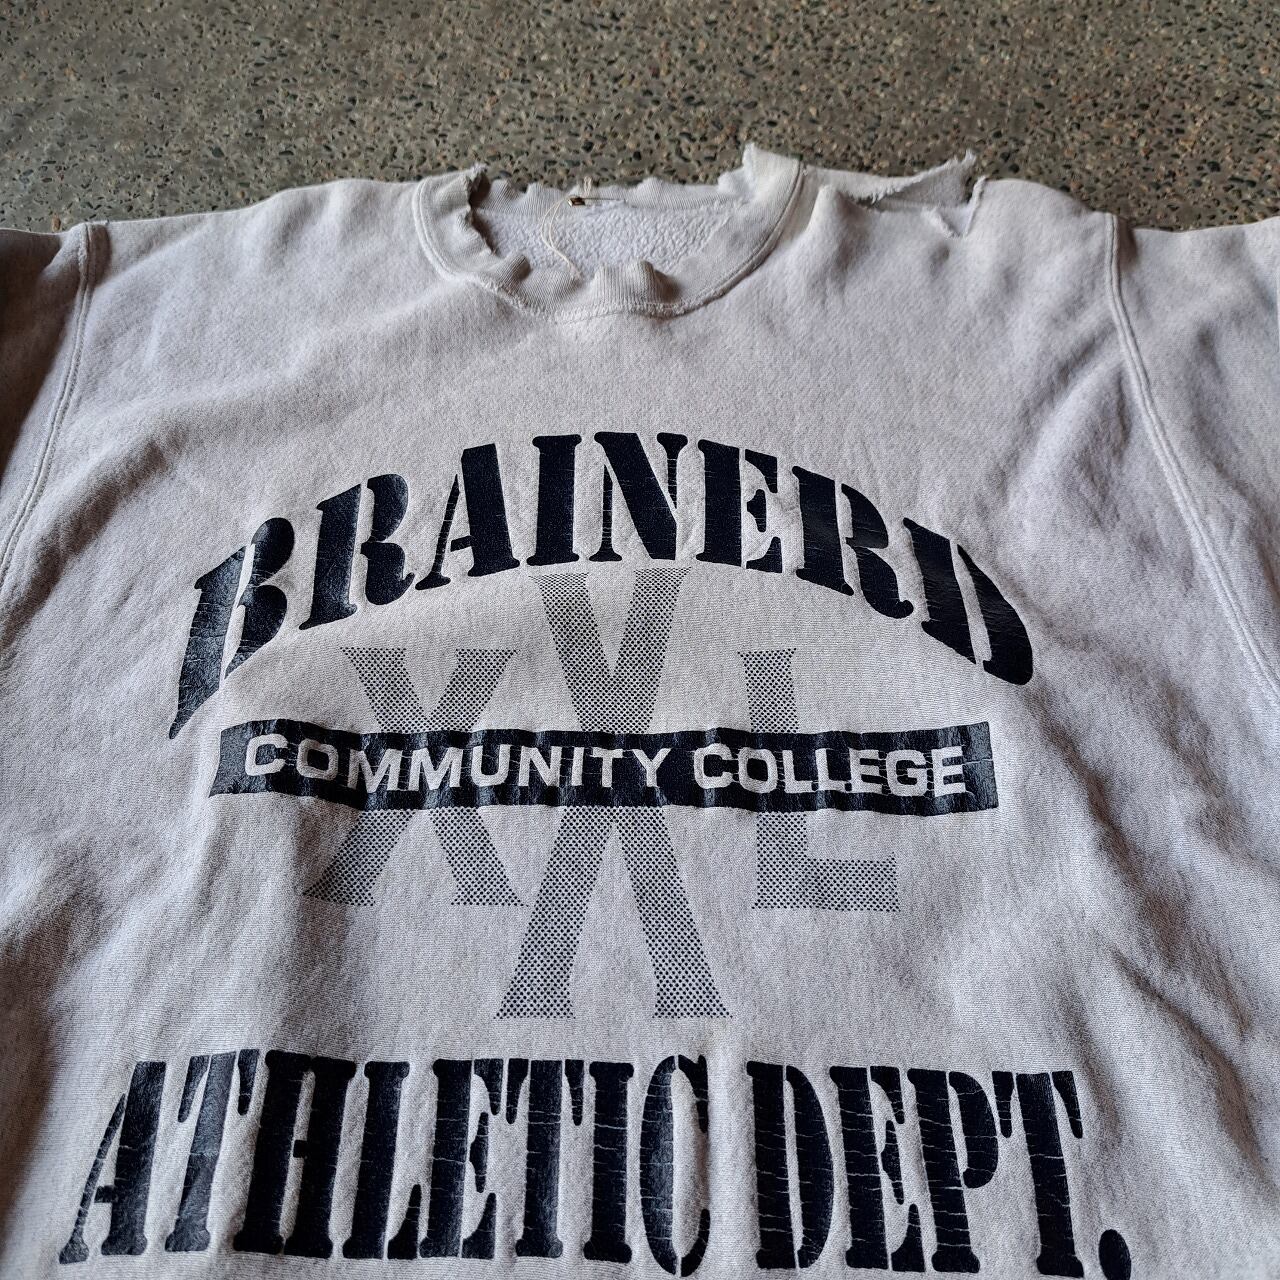 BRAINERD
XXL
COMMUNITY COLLEGE
ATHLETIC DEPT.